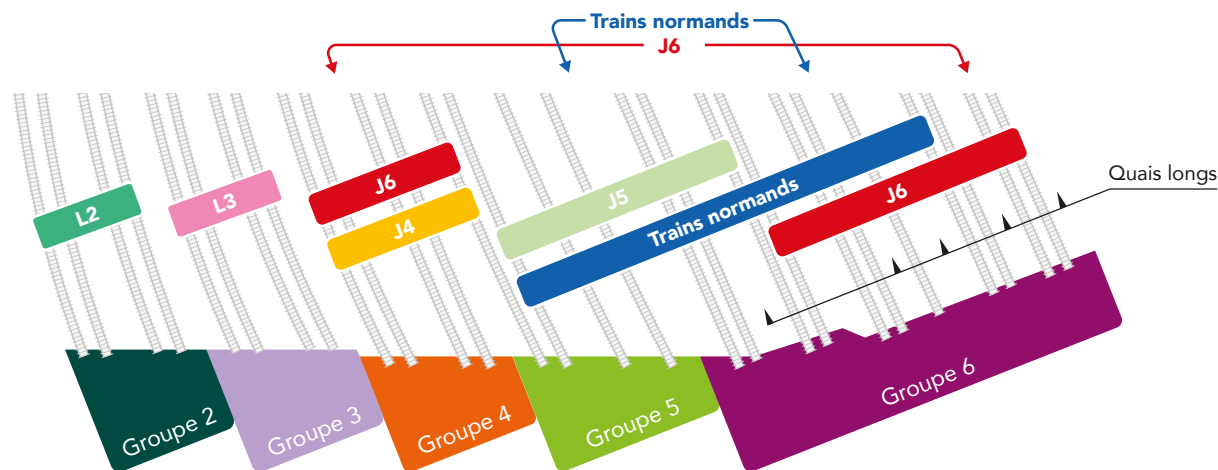 Trains normands
J6
Quais longs
L2
L3
J6
J4
J5
Trains normands
J6
Groupe 2
Groupe 3
Groupe 4
Groupe 5
Groupe 6